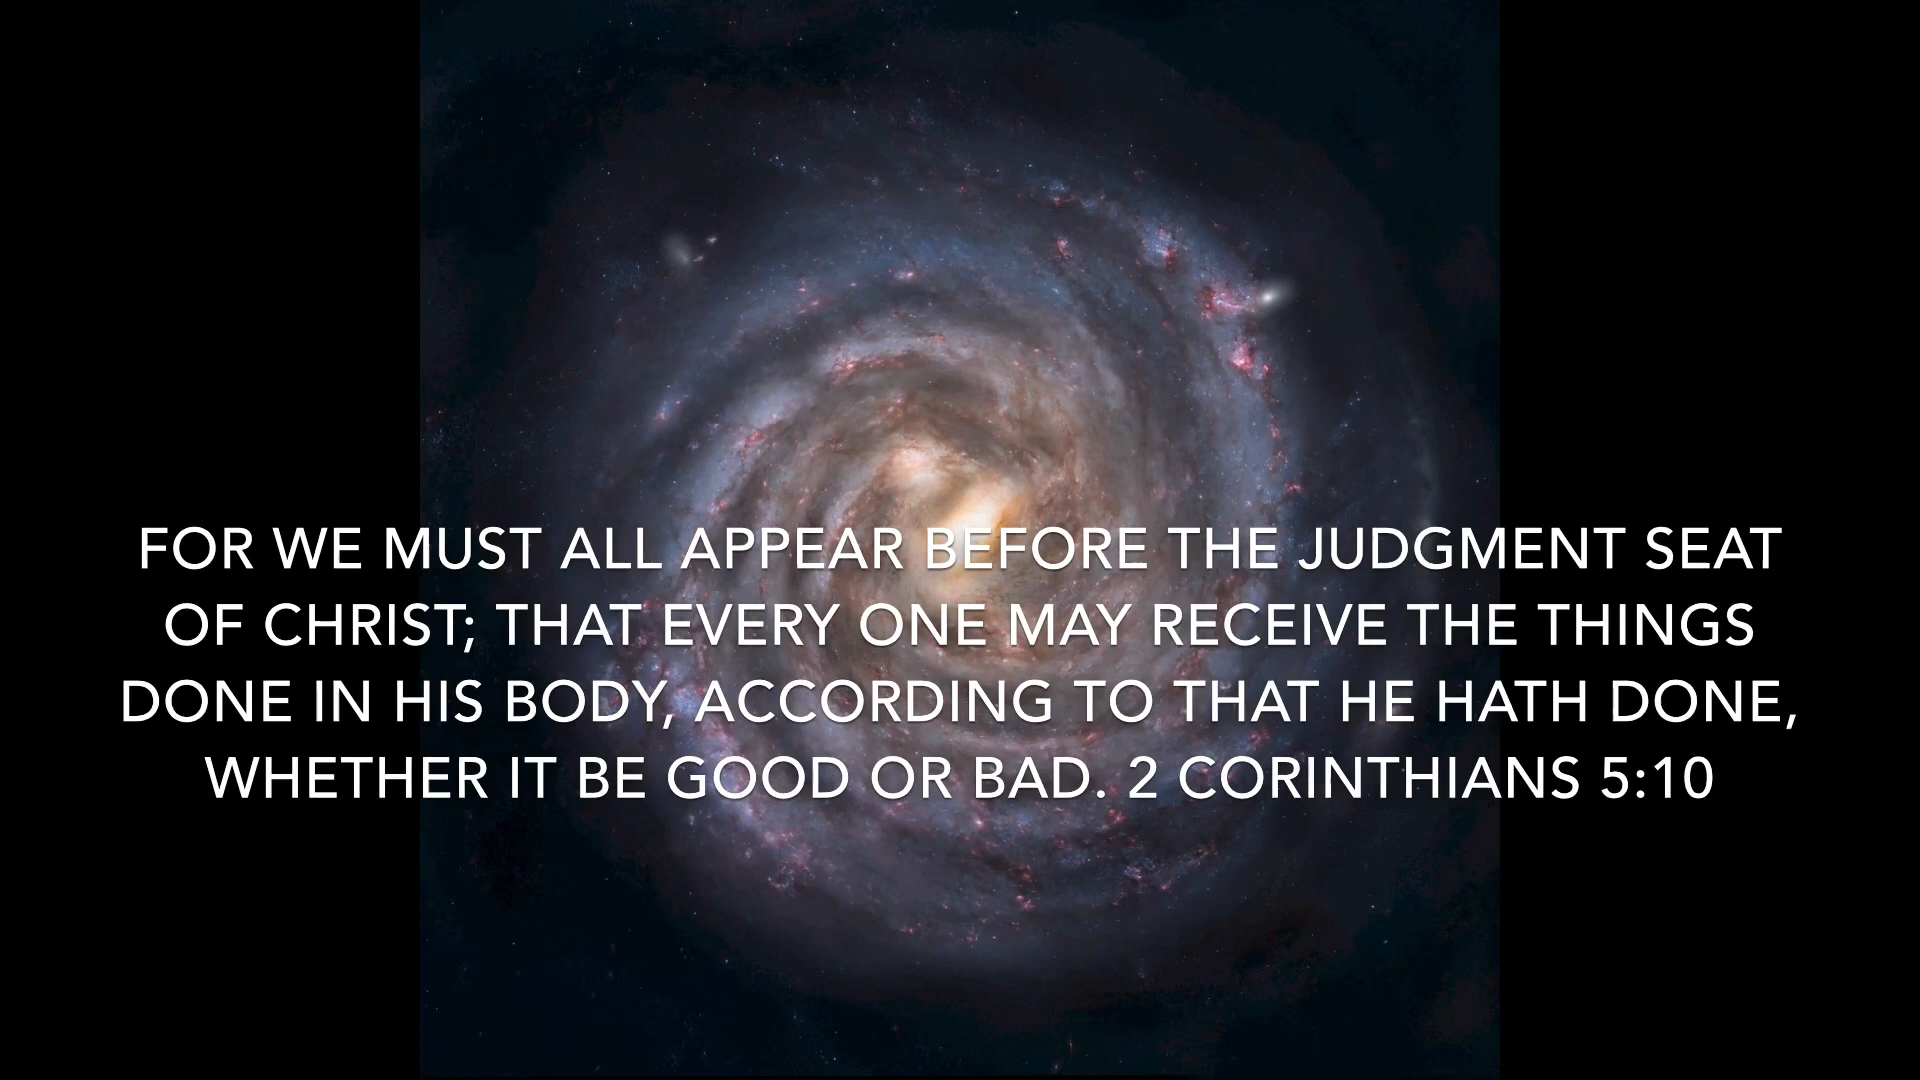 FOR WE MUST ALL APPEAR BEFORE THE JUDGMENT SEAT
OF CHRIST; THAT EVERY ONE MAY RECEIVE THE THINGS
DONE IN HIS BODY, ACCORDING TO THAT HE HATH DONE,
WHETHER IT BE GOOD OR BAD. 2 CORINTHIANS 5:10